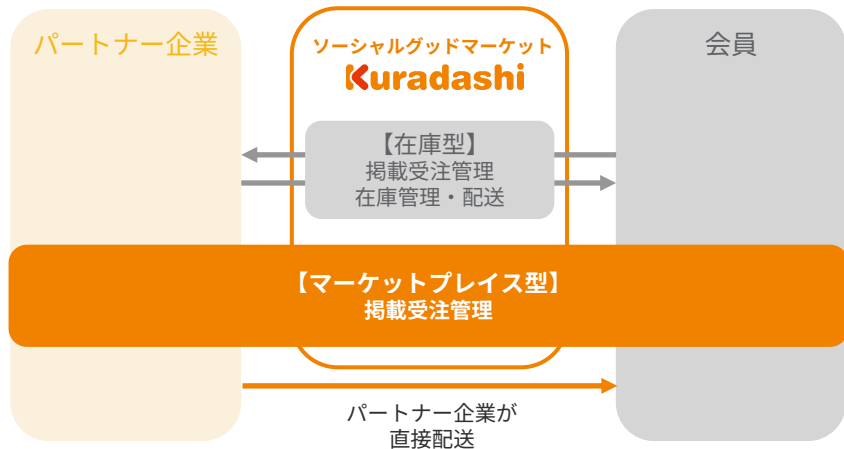 パートナー企業
ソーシャルグッドマーケット
Kuradashi
会員
【在庫型】
掲載受注管理
在庫管理・配送
【マーケットプレイス型】
掲載受注管理
パートナー企業が
直接配送